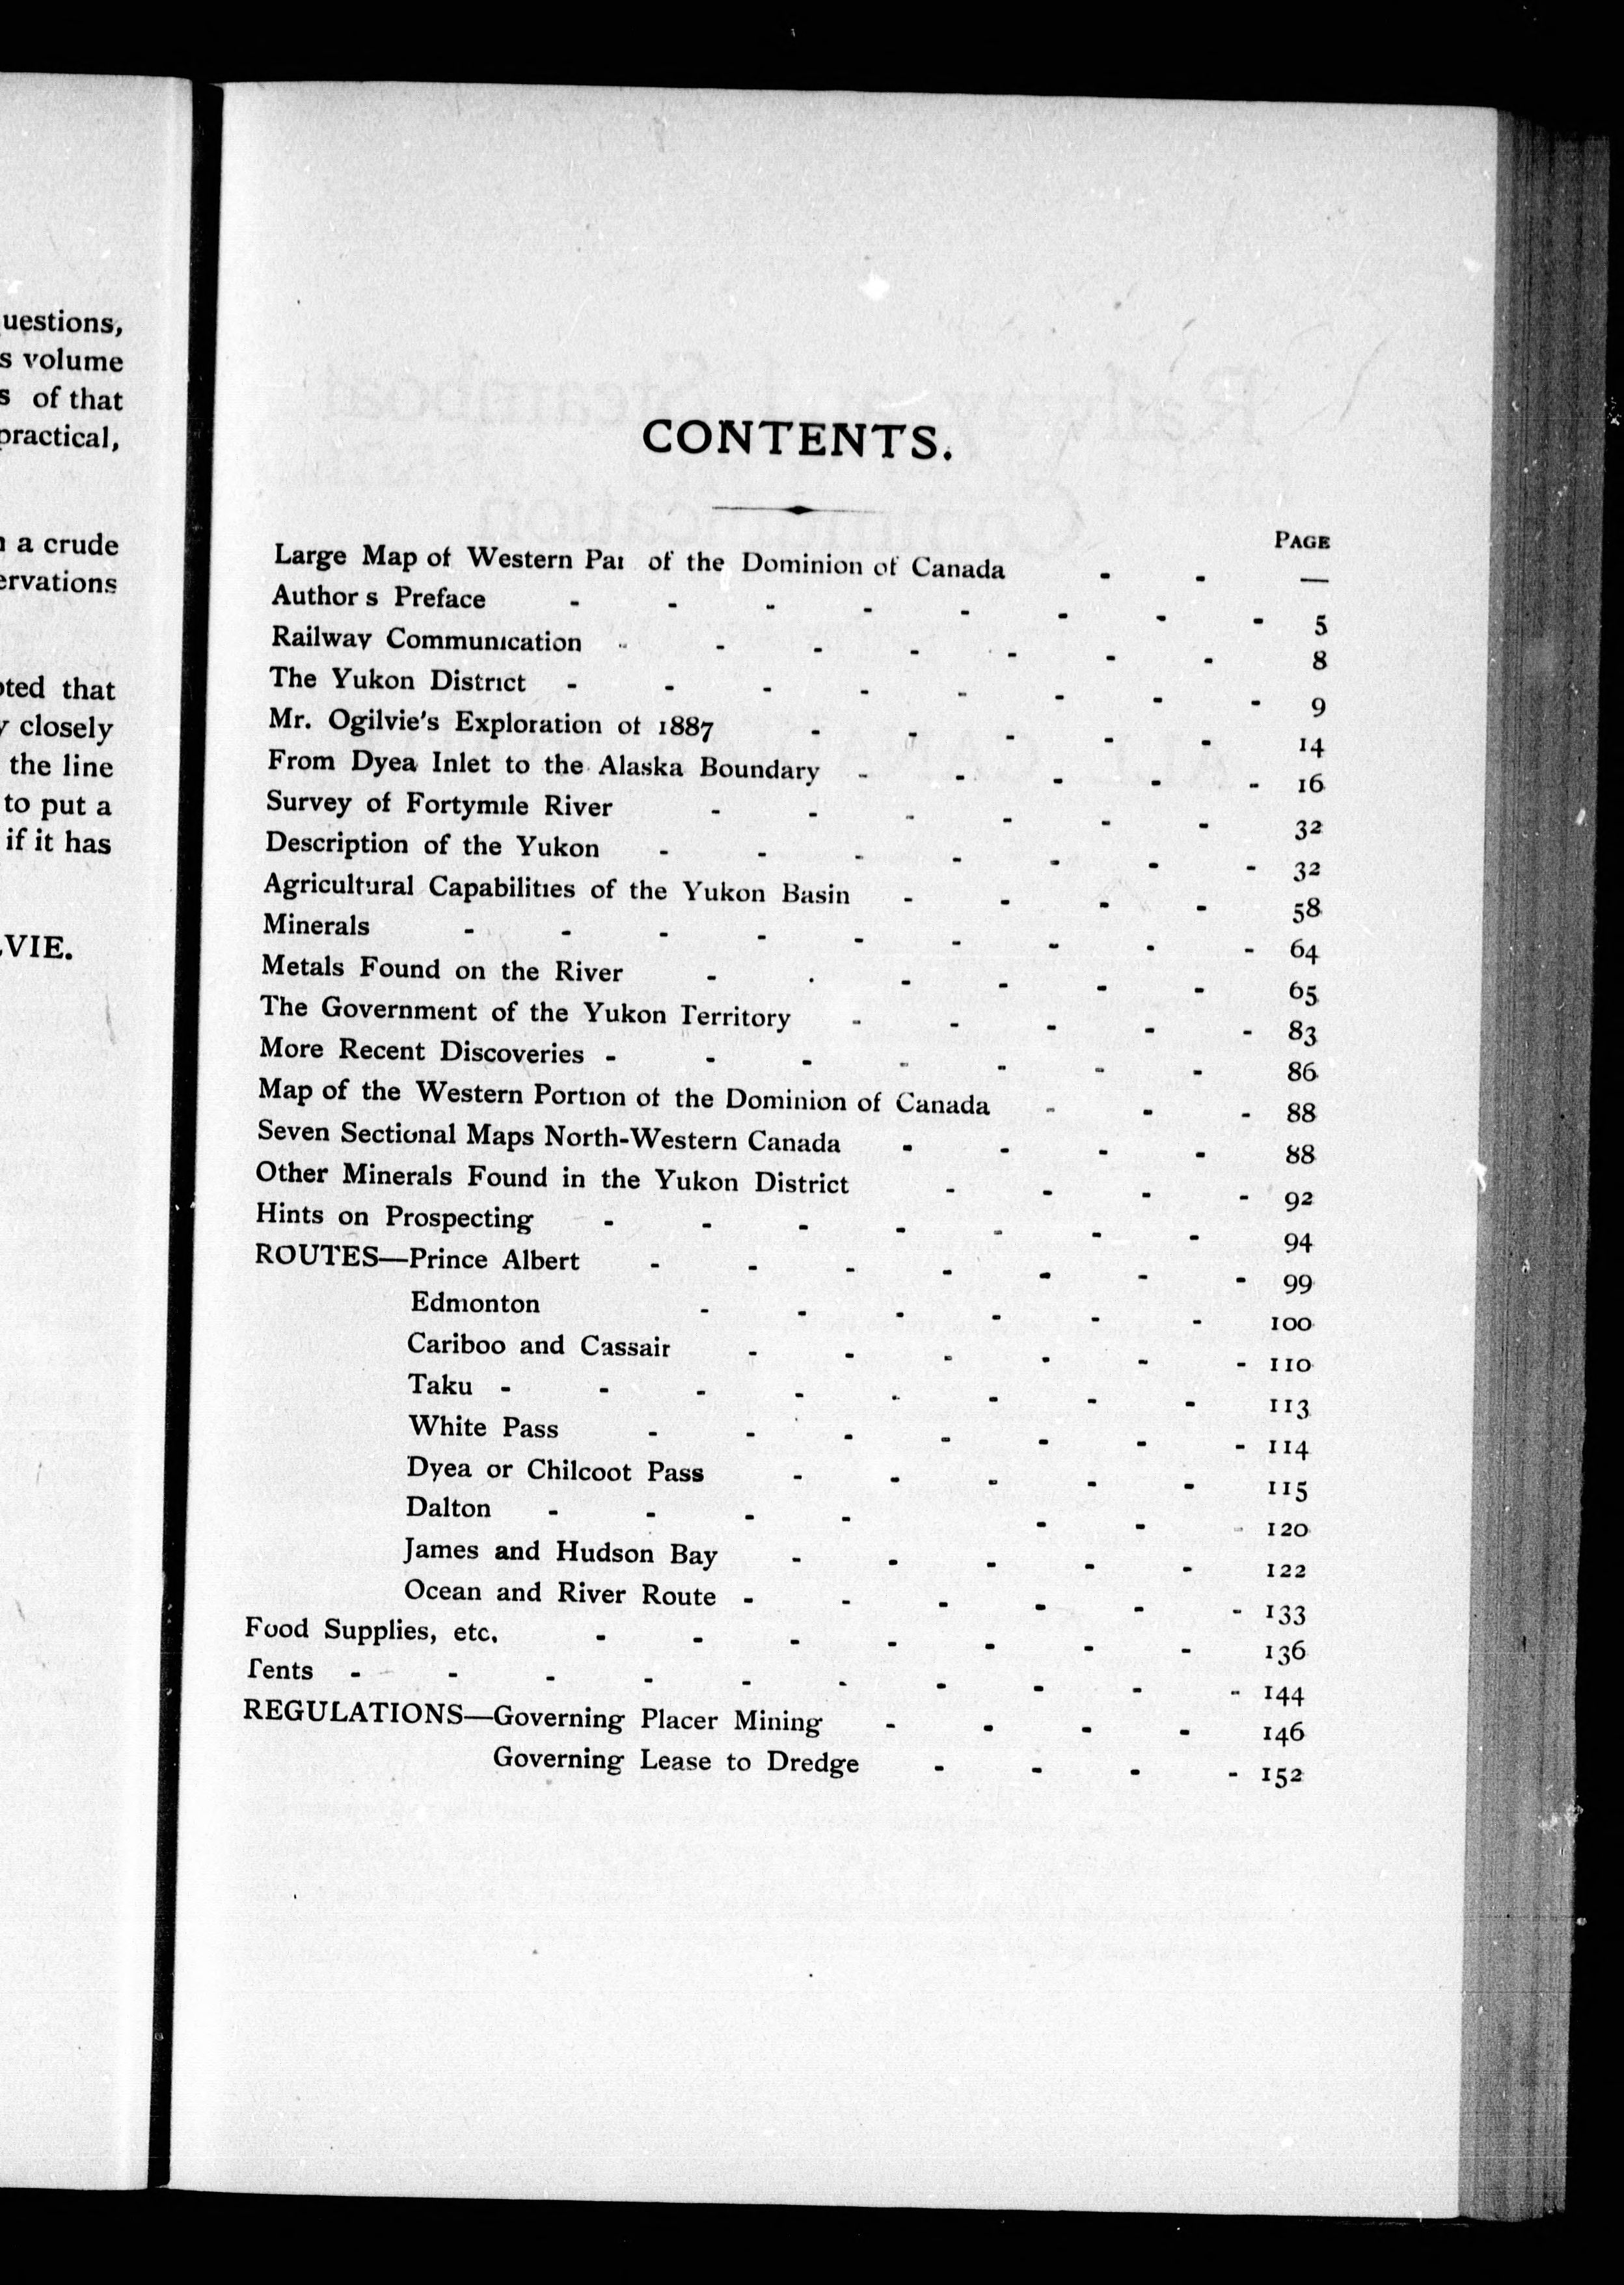 uestions,
s volume
s of that
practical,
a crude
ervations
oted that
y closely
the line
to put a
if it has
VIE.
CONTENTS.
PAGE
Large Map of Western Par of the Dominion of Canada - - —
Author s Preface - - - - - - - - 5
Railway Communication - - - - - - - 8
The Yukon District - - - - - - - - 9
Mr. Ogilvie's Exploration of 1887 - - - - - 14
From Dyea Inlet to the Alaska Boundary - - - - - 16
Survey of Fortymile River - - - - - - 32
Description of the Yukon - - - - - - - 32
Agricultural Capabilities of the Yukon Basin - - - - 58
Minerals - - - - - - - - - 64
Metals Found on the River - - - - - - 65
The Government of the Yukon Territory - - - - - 83
More Recent Discoveries - - - - - - - 86
Map of the Western Portion of the Dominion of Canada - - - 88
Seven Sectional Maps North-Western Canada - - - - 88
Other Minerals Found in the Yukon District - - - - 92
Hints on Prospecting - - - - - - - 94
ROUTES—Prince Albert - - - - - - - 99
Edmonton - - - - - - 100
Cariboo and Cassair - - - - - - 110
Taku - - - - - - - - 113
White Pass - - - - - - - 114
Dyea or Chilcoot Pass - - - - - 115
Dalton - - - - - - - 120
James and Hudson Bay - - - - - 122
Ocean and River Route - - - - - - 133
Food Supplies, etc. - - - - - - - 136
Tents - - - - - - - - - - 144
REGULATIONS—Governing Placer Mining - - - - 146
Governing Lease to Dredge - - - - 152